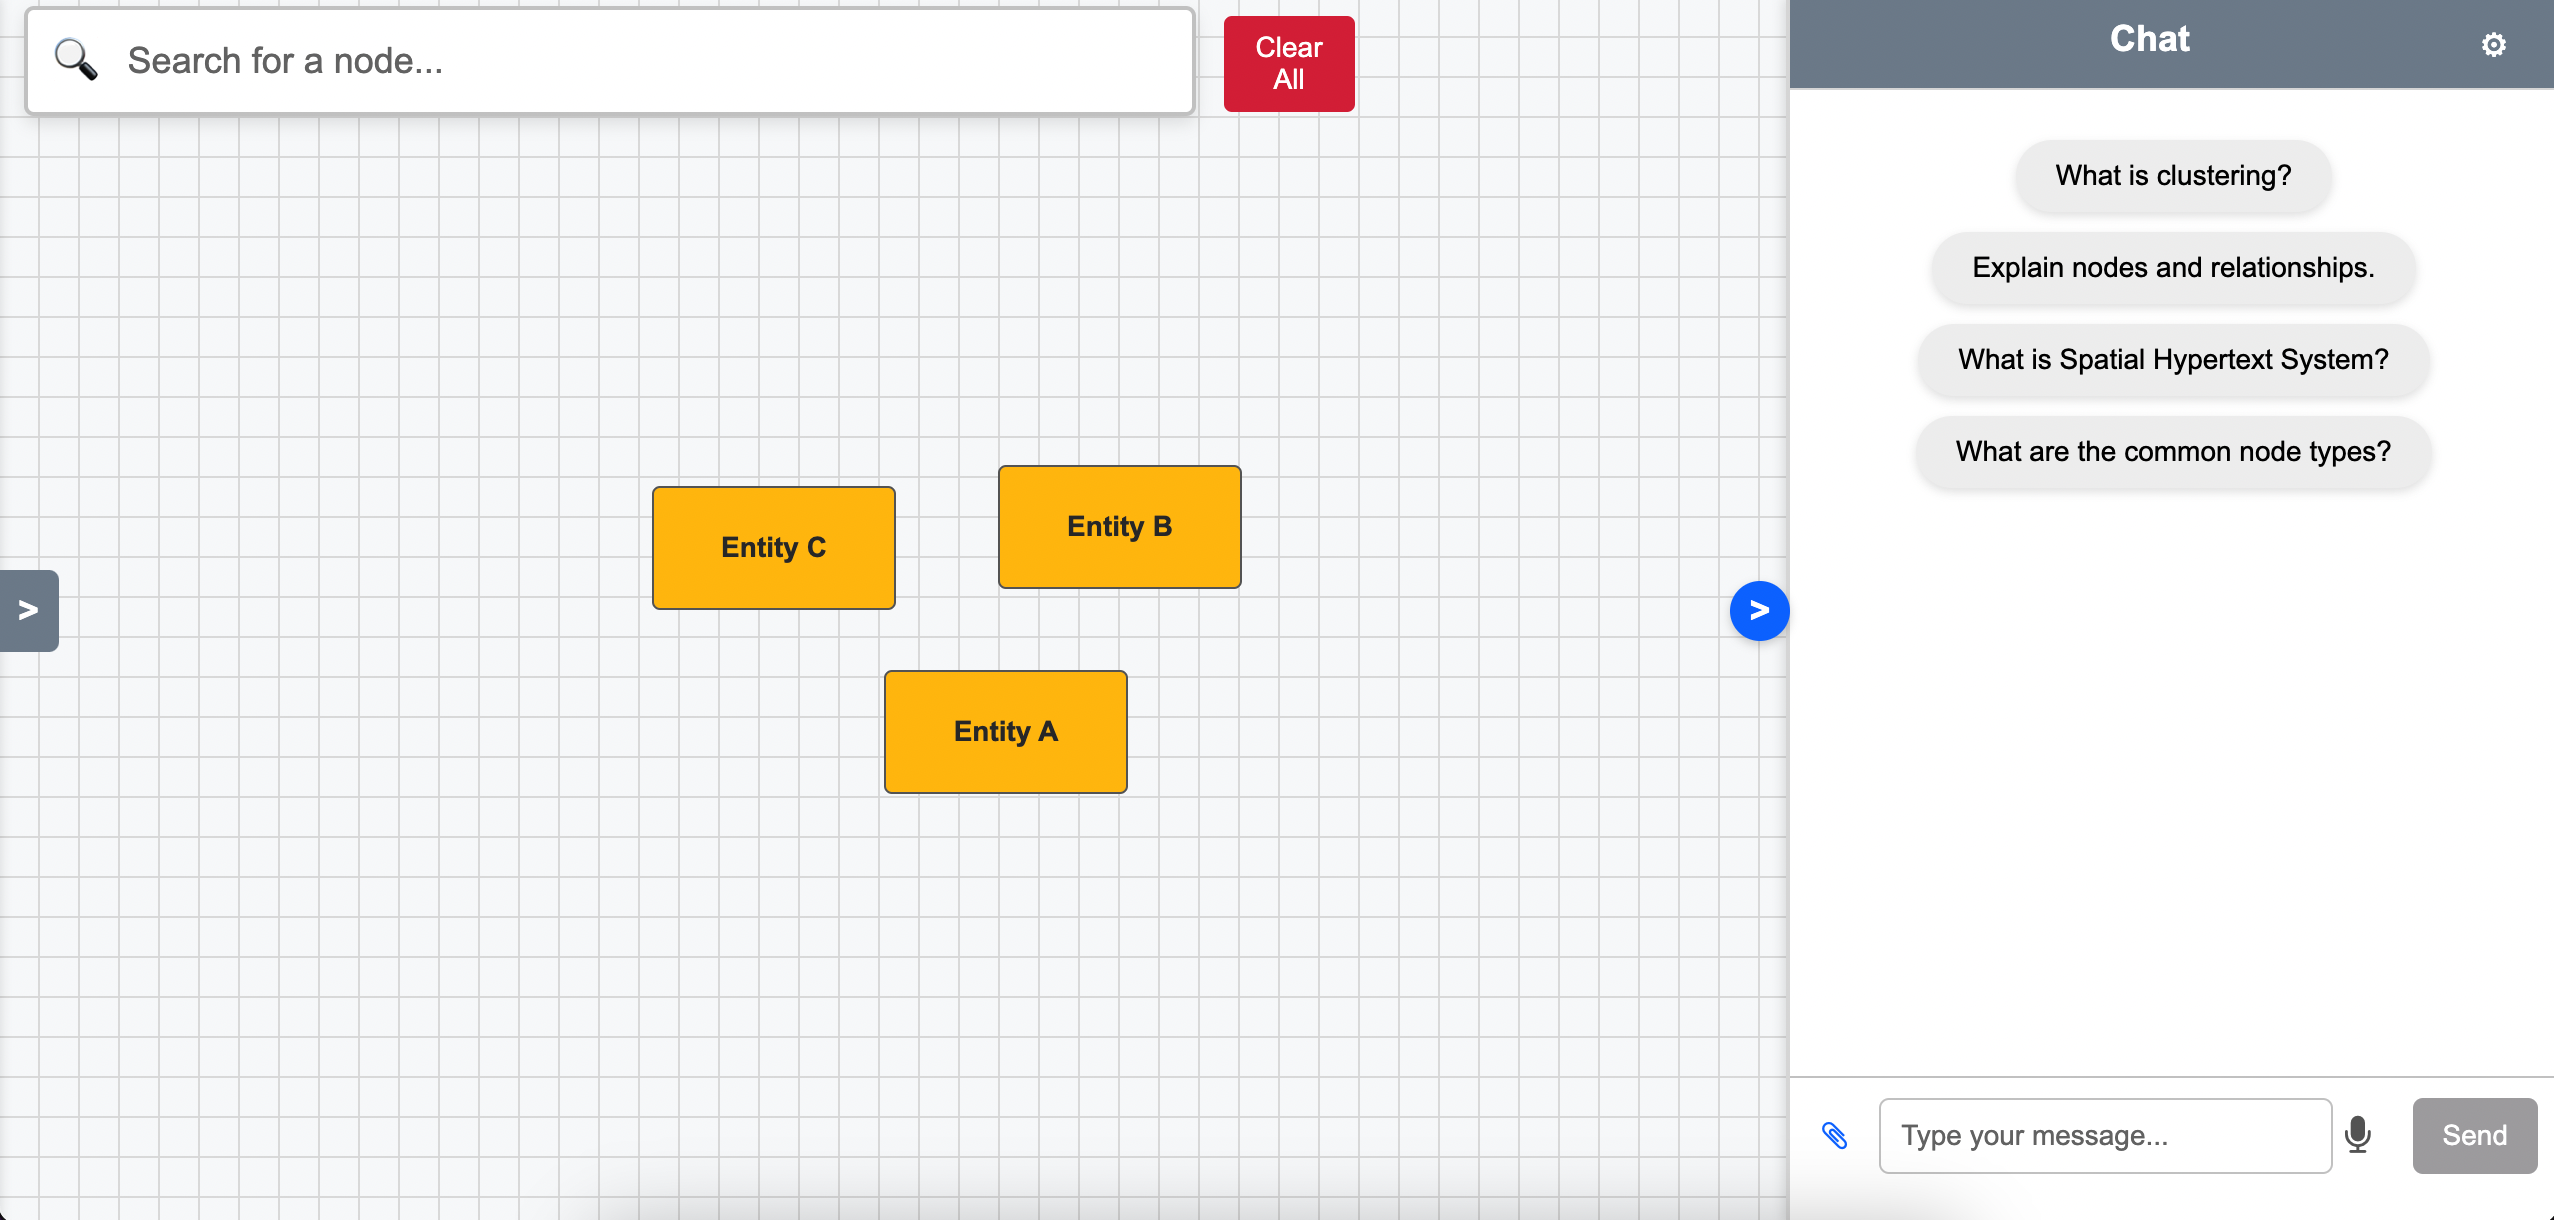 Search for a node...
Clear
All
Entity C
Entity B
Entity A
>
>
Chat
What is clustering?
Explain nodes and relationships.
What is Spatial Hypertext System?
What are the common node types?
Type your message...
Send